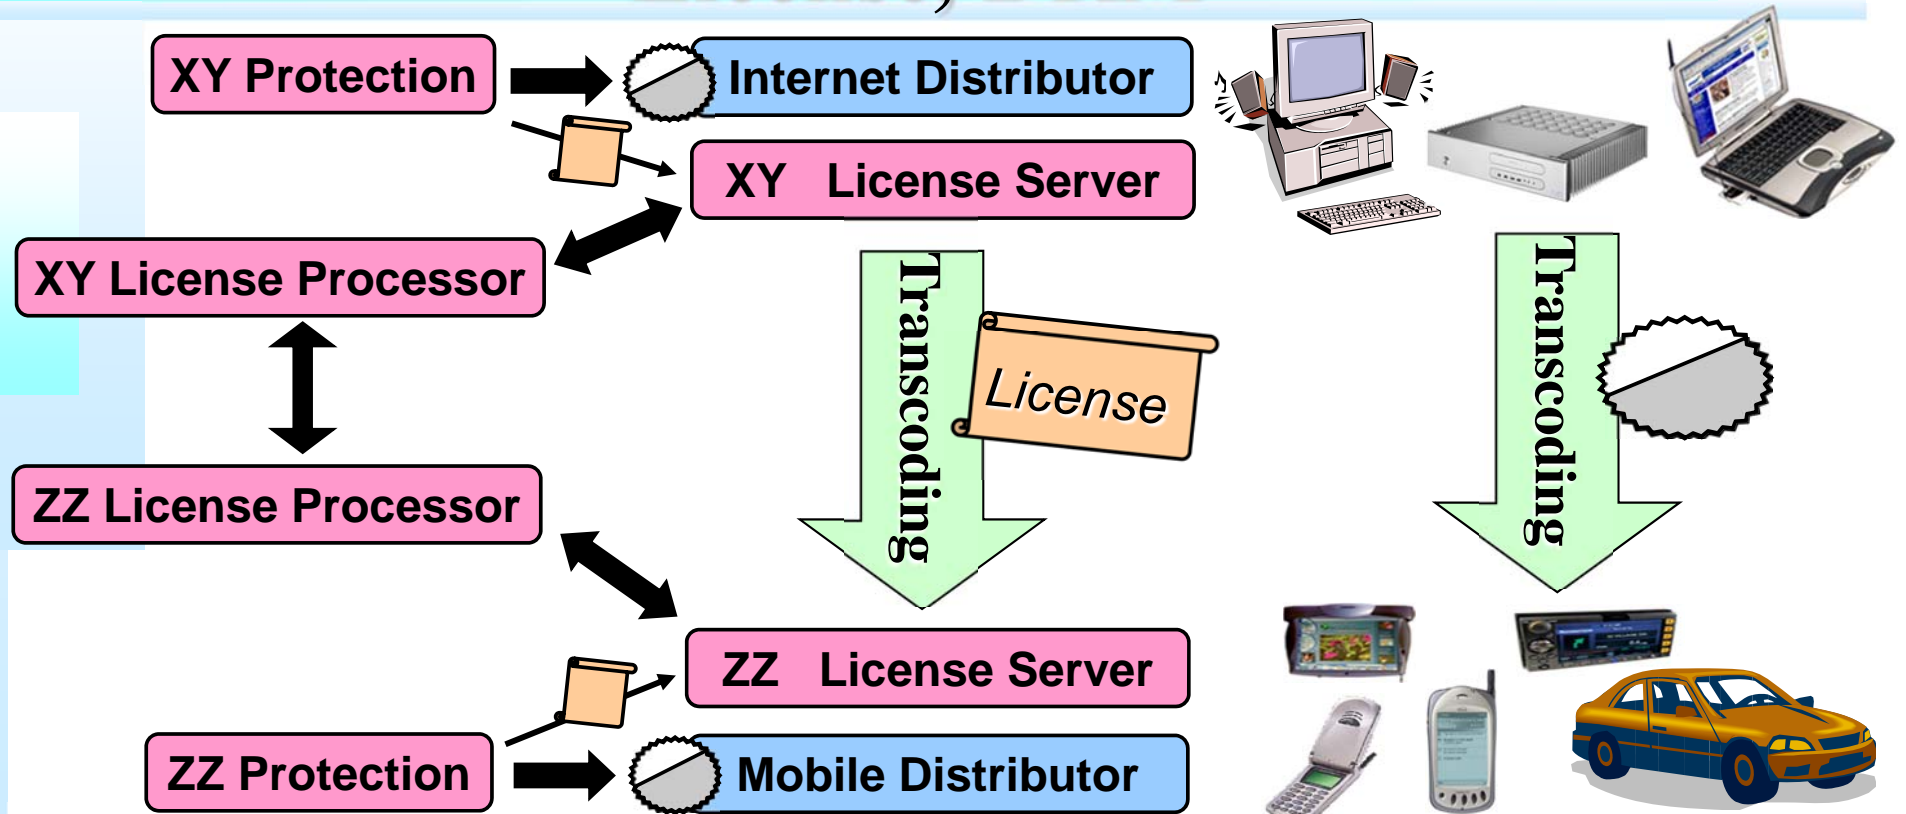 XY Protection
Internet Distributor
XY License Server
XY License Processor
Transcoding
License
Transcoding
ZZ License Processor
ZZ License Server
ZZ Protection
Mobile Distributor